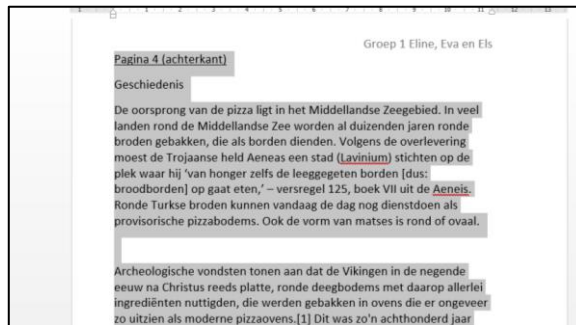 Groep 1 Eline, Eva en Els
Pagina 4 (achterkant)
Geschiedenis
De oorsprong van de pizza ligt in het Middellandse Zeegebied. In veel
landen rond de Middellandse Zee worden al duizenden jaren ronde
broden gebakken, die als borden dienden. Volgens de overlevering
moest de Trojaanse held Aeneas een stad (Lavinium) stichten op de
plek waar hij ‘van honger zelfs de leeggegeten borden [dus:
broodborden] op gaat eten,’ – versregel 125, boek VII uit de Aeneis.
Ronde Turkse broden kunnen vandaag de dag nog dienstdoen als
provisorische pizzabodems. Ook de vorm van matses is rond of ovaal.
Archeologische vondsten tonen aan dat de Vikingen in de negende
eeuw na Christus reeds platte, ronde deegbodems met daarop allerlei
ingrediënten nuttigden, die werden gebakken in ovens die er ongeveer
zo uitzien als moderne pizzaovens.[1] Dit was zo'n achthonderd jaar